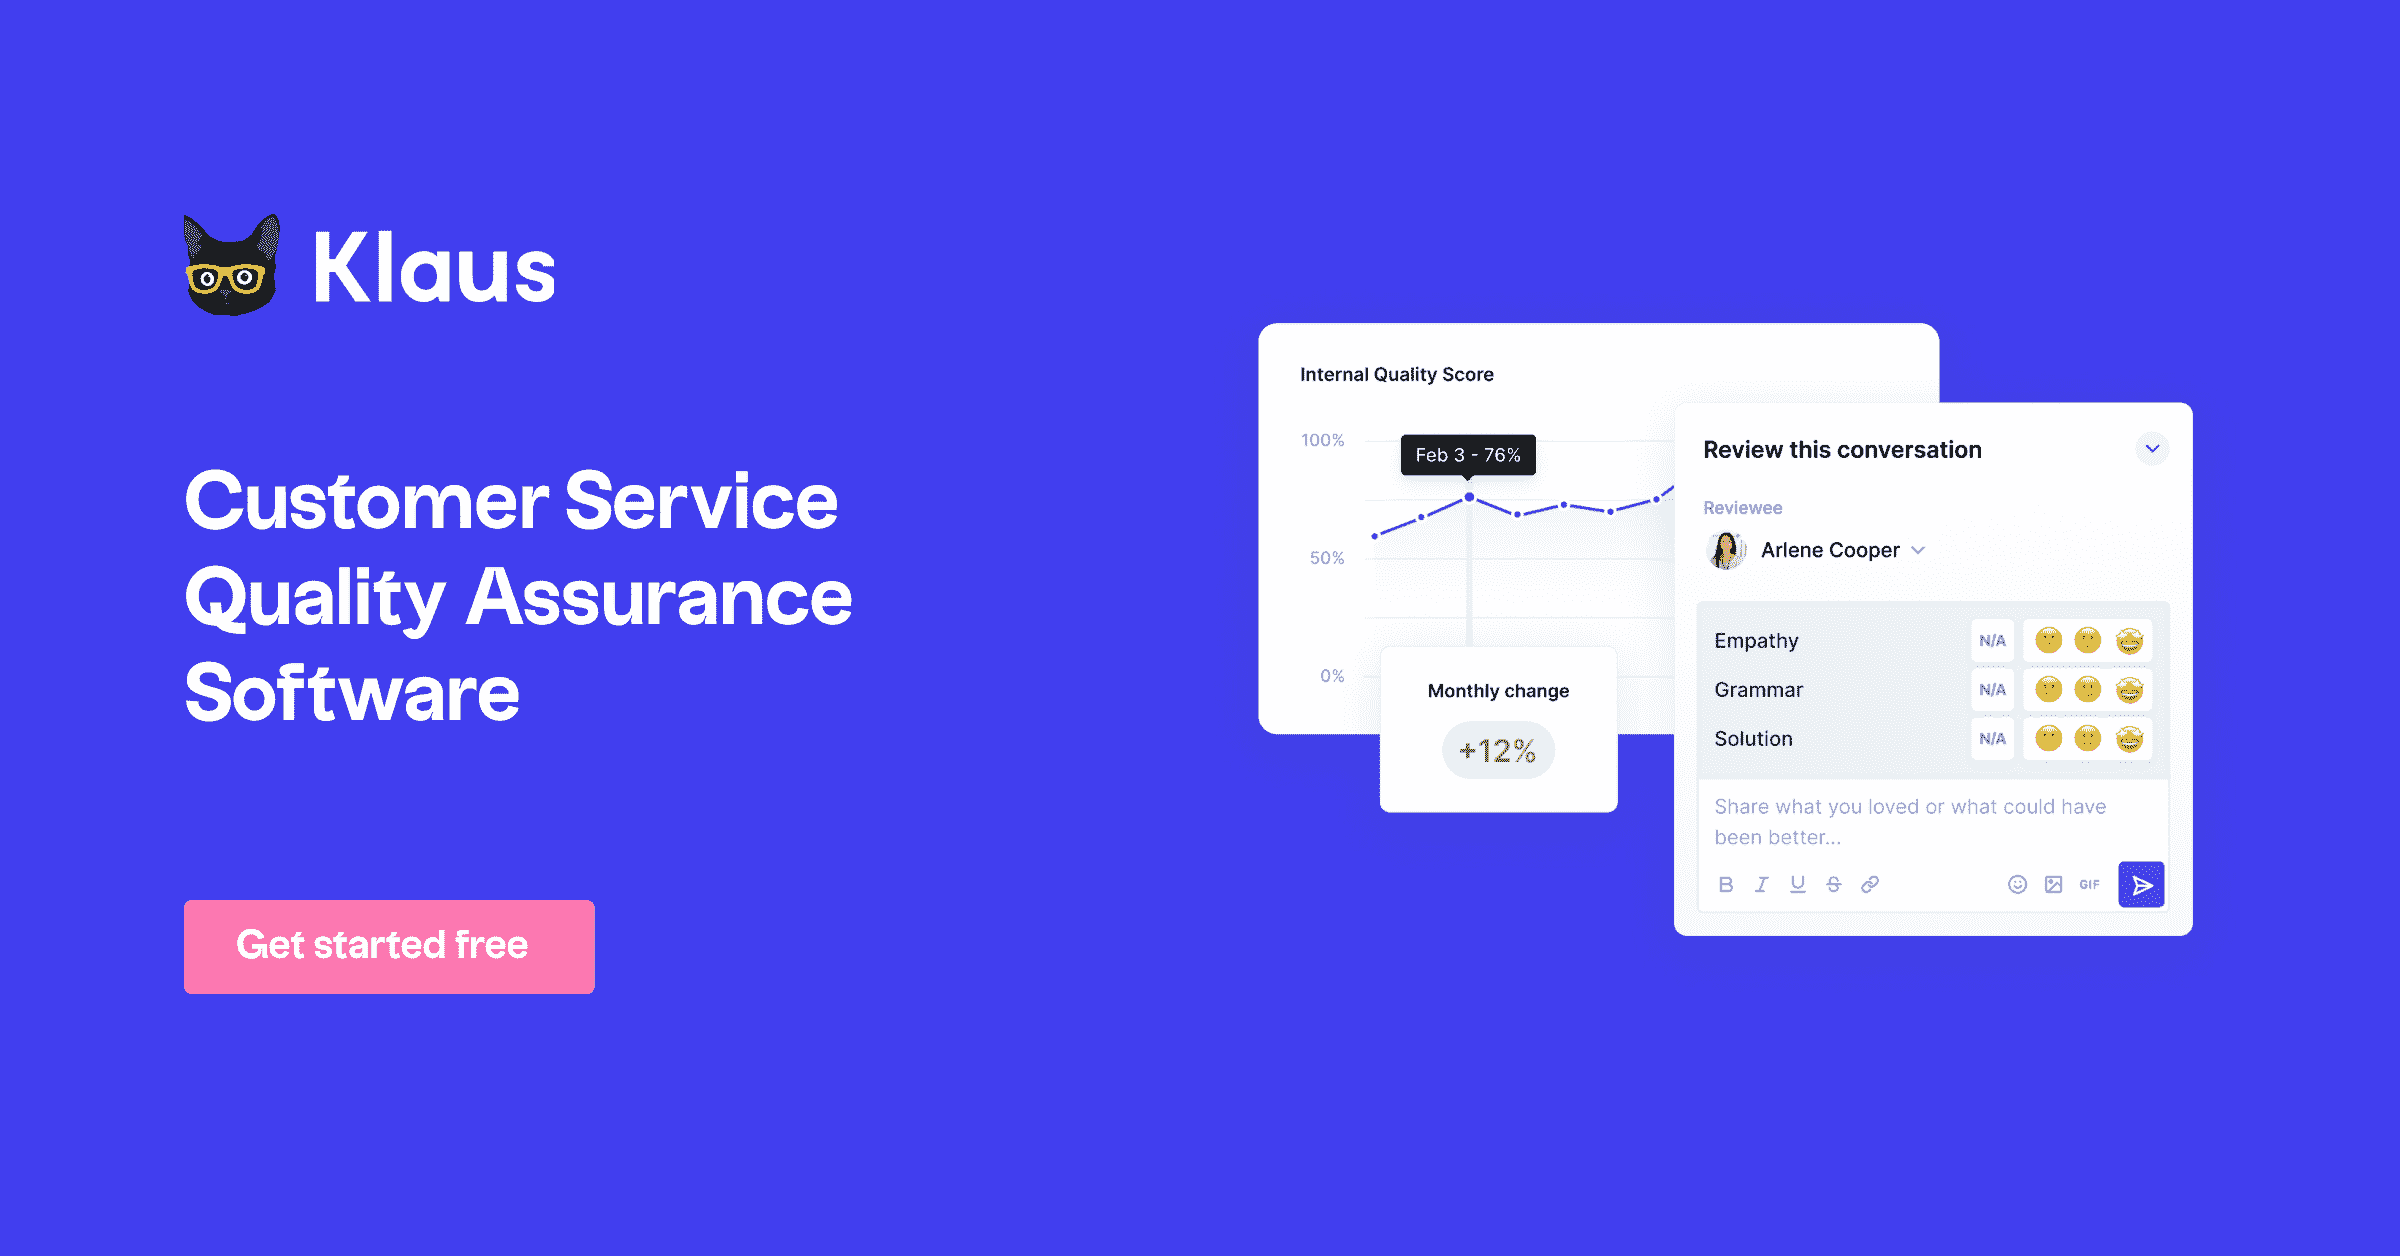 Klaus
Customer Service
Quality Assurance
Software
Get started free
Internal Quality Score
100%
Feb 3 - 76%
50%
0%
Monthly change
+12%
Review this conversation
Reviewee
Arlene Cooper
Empathy N/A
Grammar N/A
Solution N/A
Share what you loved or what could have
been better...
B I U S GIF